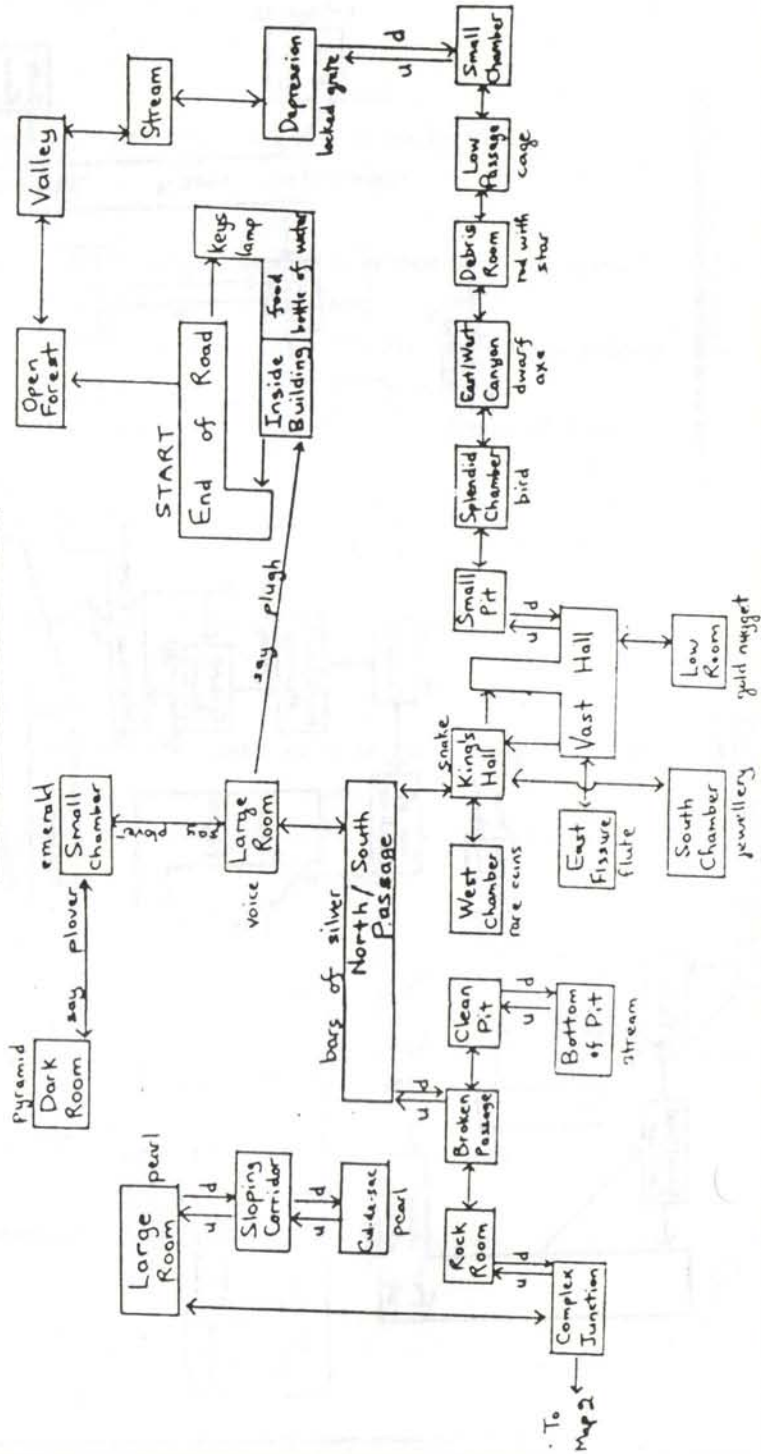 pyramid
Dark
Room
say plover
emerald
Small
Chamber
say
voice
Large
Room
say plugh
START
End of Road
keys
lamp
food
bottle of water
Inside
Building
Open
Forest
Valley
Stream
Depression
locked grate
u
d
Small
Chamber
Low
Passage
cage
Debris
Room
rod with
star
East/West
Canyon
dwarf
axe
Splendid
Chamber
bird
Small
Pit
u
d
Vast Hall
Low
Room
gold nugget
snake
King's
Hall
West
Chamber
rare coins
East
Fissure
flute
South
Chamber
jewellery
bars of silver
North/South
Passage
u
d
Broken
Passage
Clean
Pit
u
d
Bottom
of Pit
stream
Rock
Room
u
d
Complex
Junction
To
Map 2
Large
Room
pearl
u
d
Sloping
Corridor
u
d
Cul-de-sac
pearl